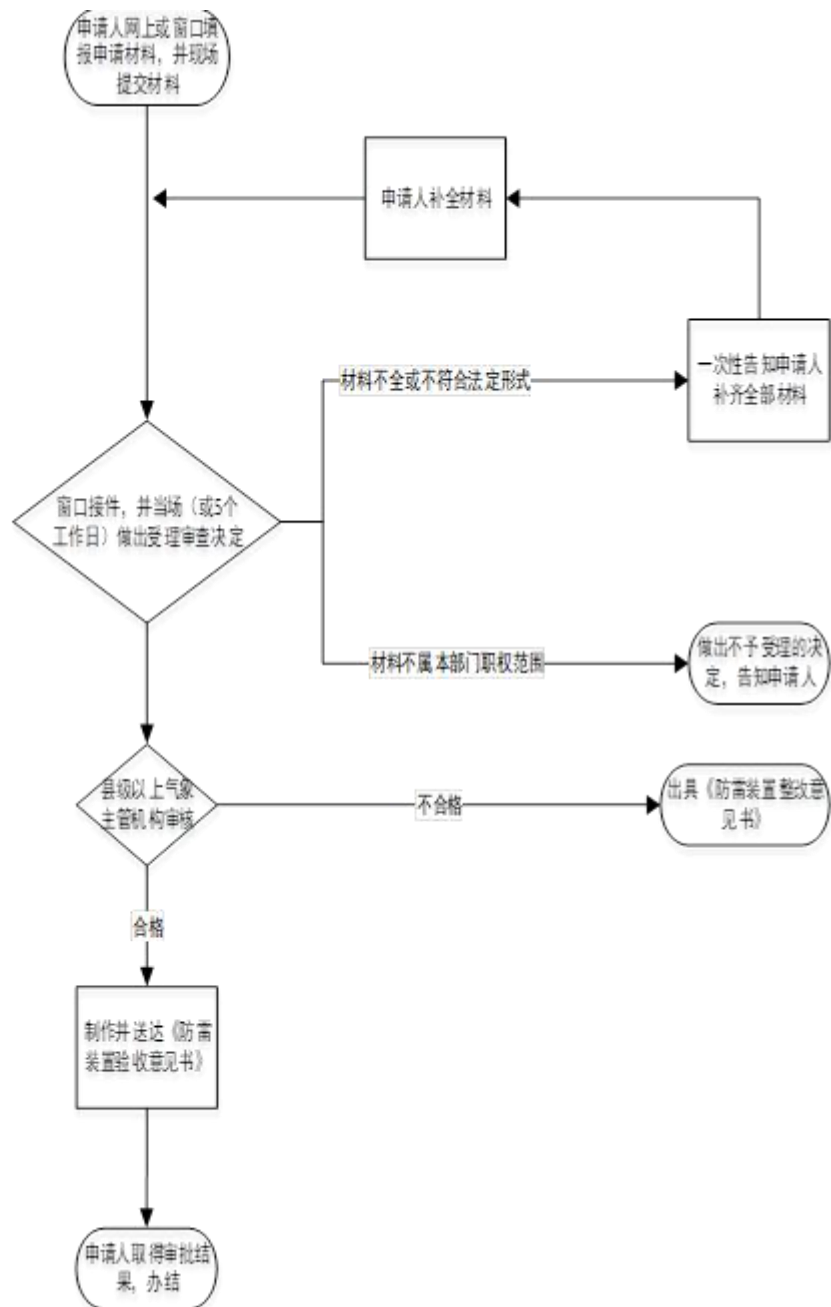 申请人网上或窗口填
报申请材料，并现场
提交材料
申请人补全材料
一次性告知申请人
补齐全部材料
材料不全或不符合法定形式
窗口接件，并当场（或5个
工作日）做出受理审查决定
材料不属本部门职权范围
做出不予受理的决
定，告知申请人
县级以上气象
主管机构审核
不合格
出具《防雷装置整改意
见书》
合格
制作并送达《防雷
装置验收意见书》
申请人取得审批结
果，办结